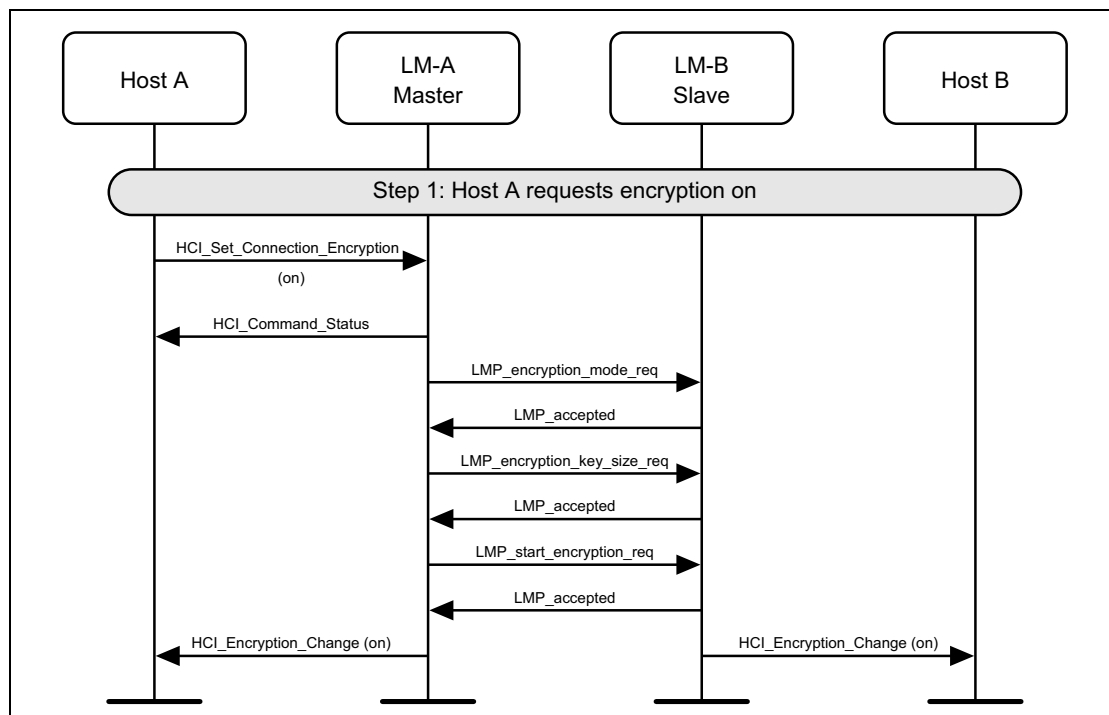 Host A
LM-A
Master
LM-B
Slave
Host B
Step 1: Host A requests encryption on
HCI_Set_Connection_Encryption
(on)
HCI_Command_Status
LMP_encryption_mode_req
LMP_accepted
LMP_encryption_key_size_req
LMP_accepted
LMP_start_encryption_req
LMP_accepted
HCI_Encryption_Change (on)
HCI_Encryption_Change (on)